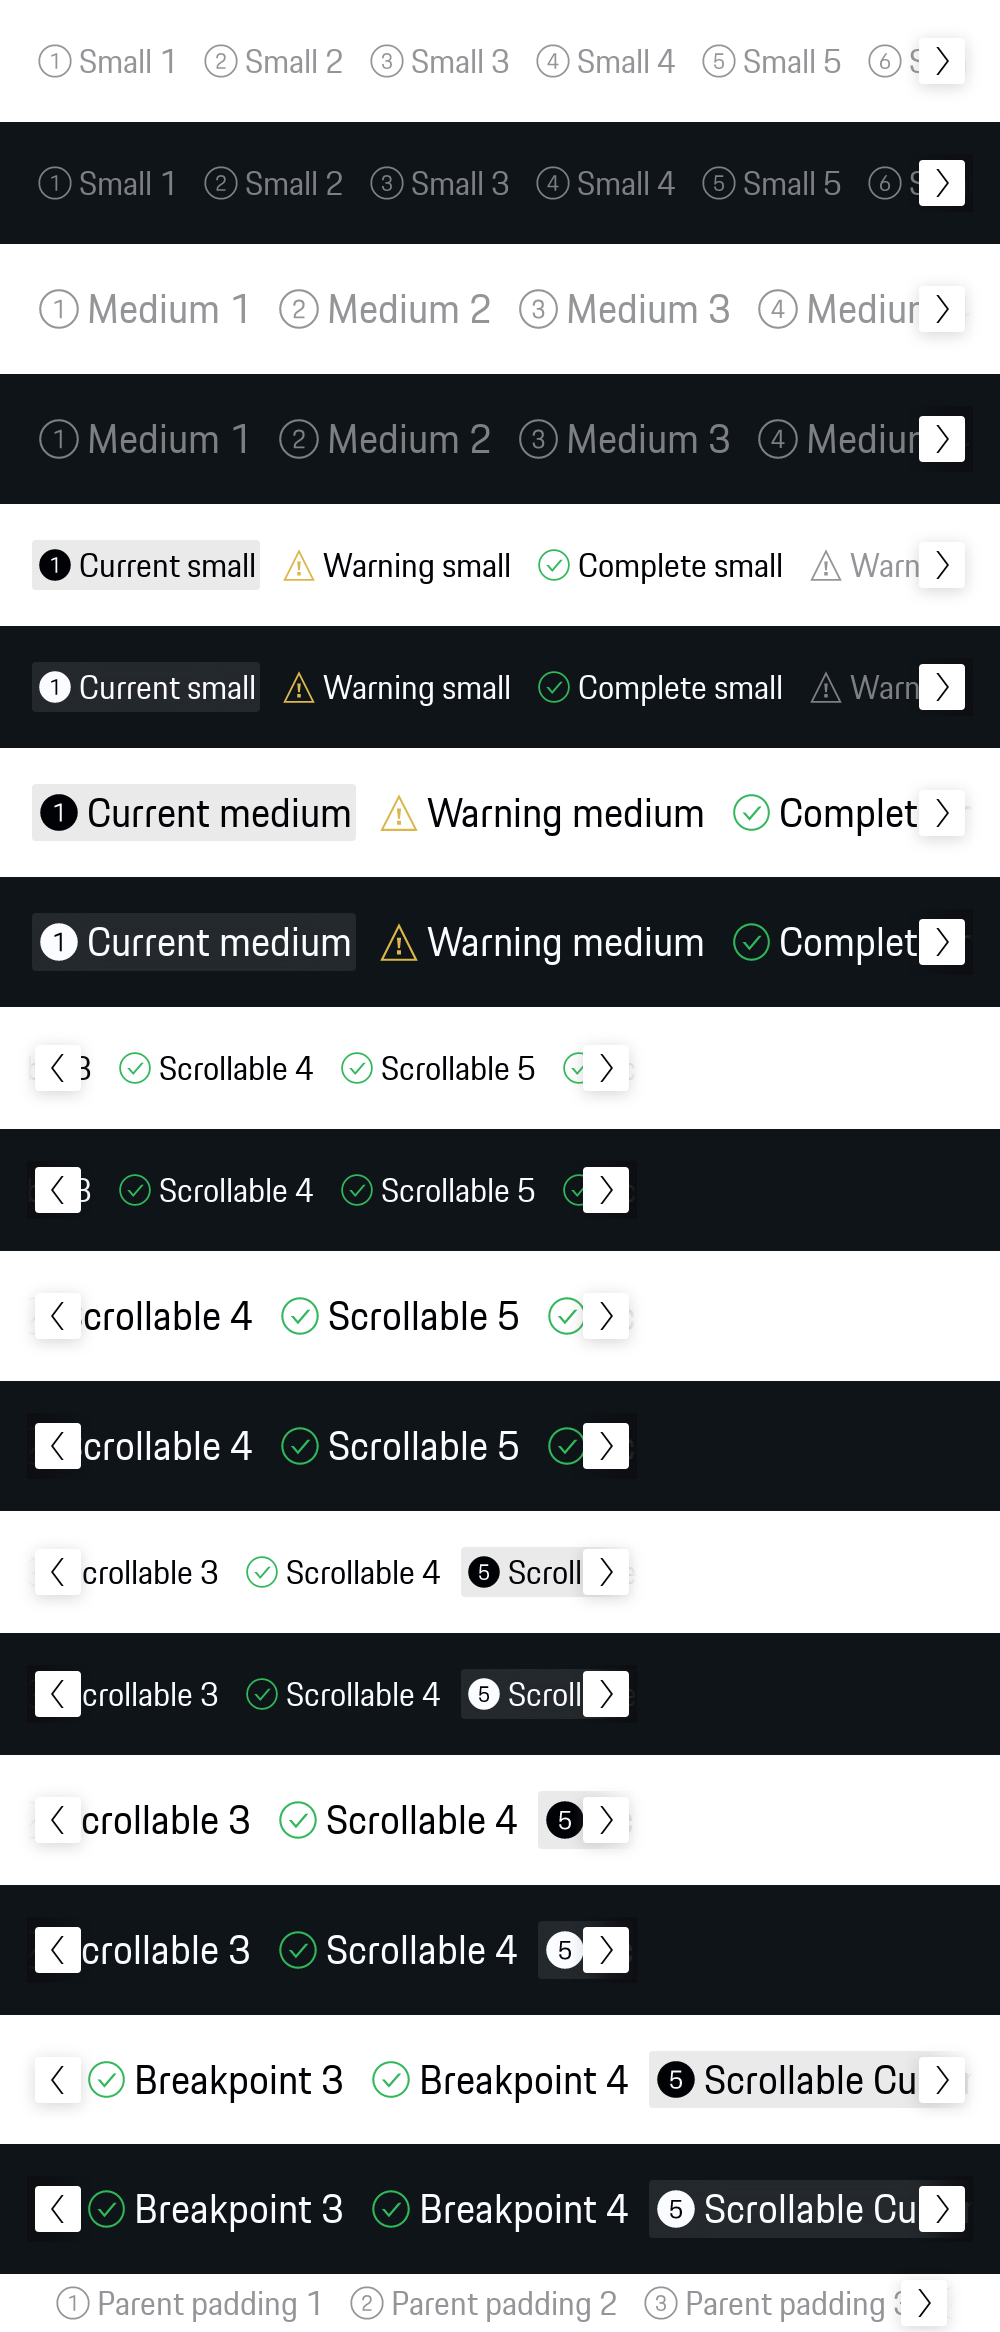 1 Small 1 2 Small 2 3 Small 3 4 Small 4 5 Small 5 6
1 Small 1 2 Small 2 3 Small 3 4 Small 4 5 Small 5 6
1 Medium 1 2 Medium 2 3 Medium 3 4
1 Medium 1 2 Medium 2 3 Medium 3 4
1 Current small Warning small Complete small Warn
1 Current small Warning small Complete small Warn
1 Current medium Warning medium Complet
1 Current medium Warning medium Complet
3 Scrollable 4 Scrollable 5
3 Scrollable 4 Scrollable 5
crollable 4 Scrollable 5
crollable 4 Scrollable 5
crollable 3 Scrollable 4 5 Scroll
crollable 3 Scrollable 4 5 Scroll
crollable 3 Scrollable 4 5
crollable 3 Scrollable 4 5
Breakpoint 3 Breakpoint 4 5 Scrollable Cu
Breakpoint 3 Breakpoint 4 5 Scrollable Cu
1 Parent padding 1 2 Parent padding 2 3 Parent padding 3